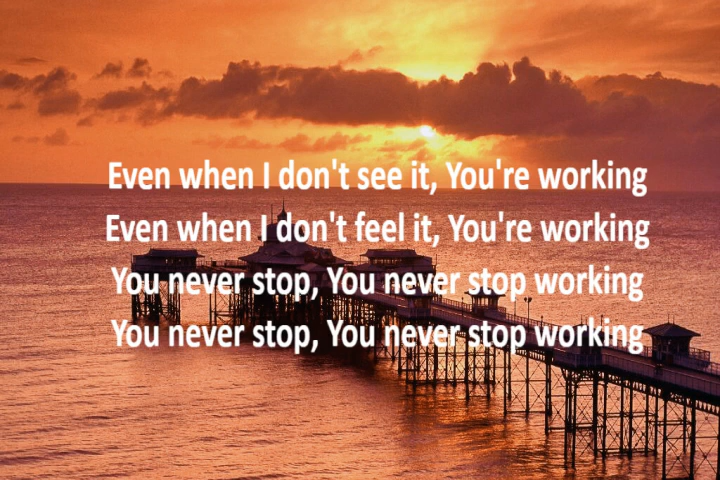 Even when I don't see it, You're working
Even when I don't feel it, You're working
You never stop, You never stop working
You never stop, You never stop working